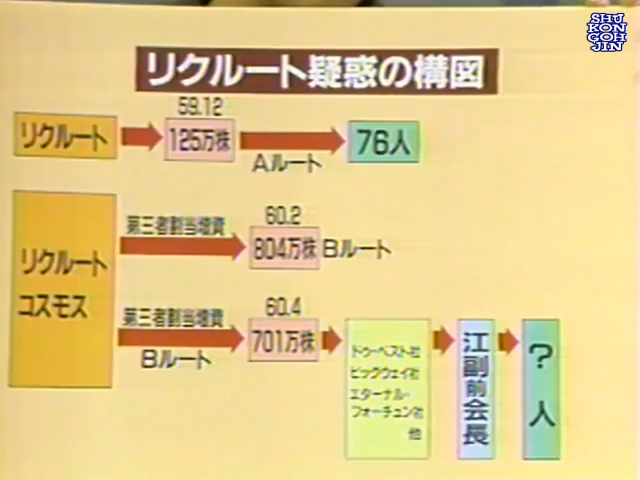 SHU
KON
GOH
JIN
リクルート疑惑の構図
59.12
リクルート
125万株
76人
Aルート
第三者割当増資
60.2
リクルート
コスモス
804万株
Bルート
第三者割当増資
60.4
701万株
Bルート
ドゥーベスト社
ビックウェイ社
エターナル・
フォーチュン社
他
江副前会長
?人